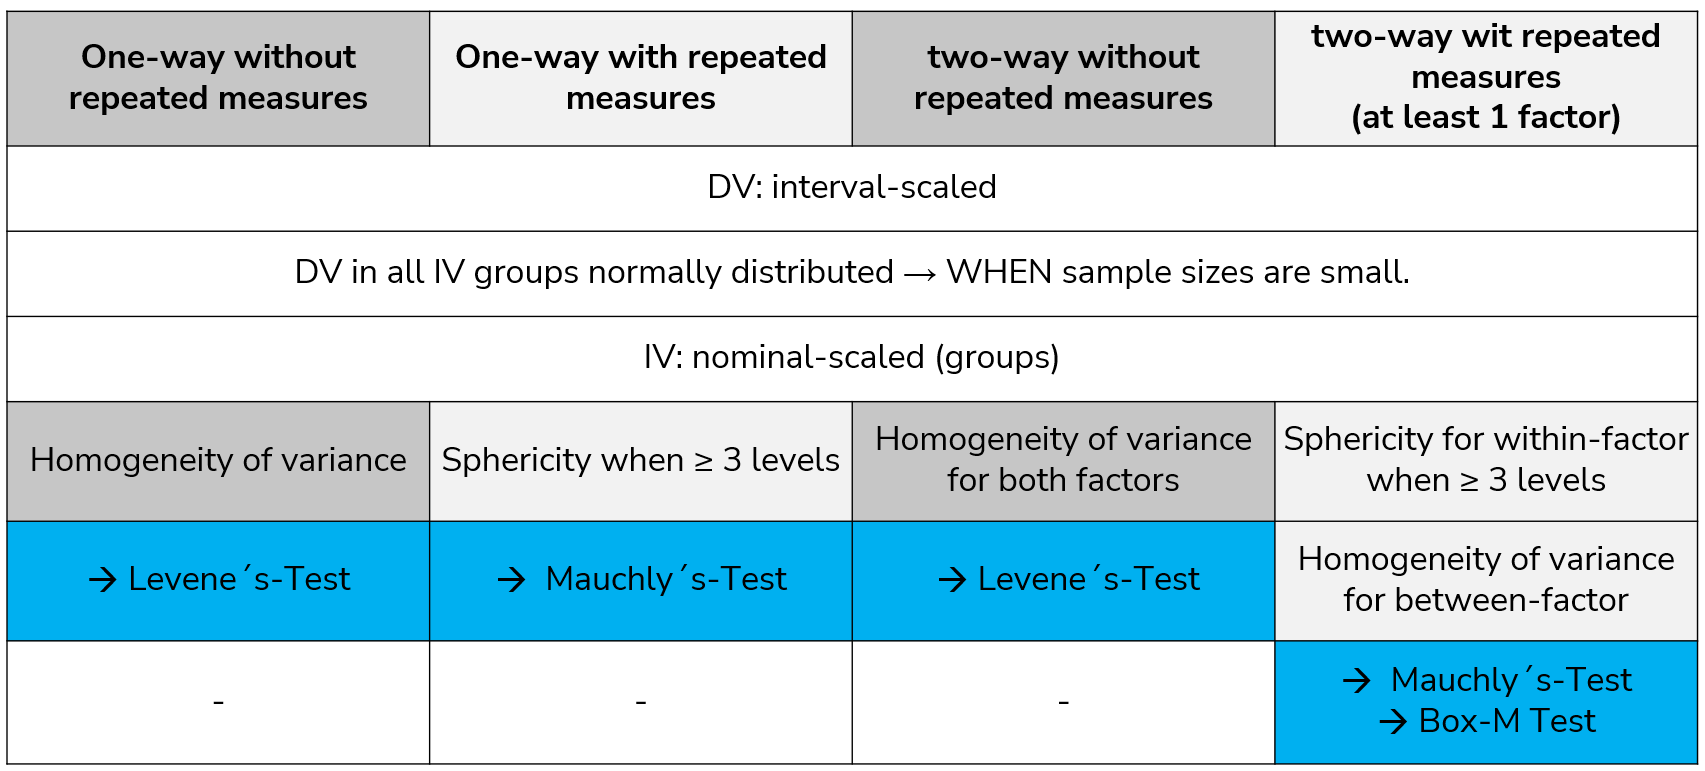 One-way without
repeated measures
One-way with repeated
measures
two-way without
repeated measures
two-way wit repeated
measures
(at least 1 factor)
DV: interval-scaled
DV in all IV groups normally distributed → WHEN sample sizes are small.
IV: nominal-scaled (groups)
Homogeneity of variance
Sphericity when ≥ 3 levels
Homogeneity of variance
for both factors
Sphericity for within-factor
when ≥ 3 levels
→ Levene´s-Test
→ Mauchly´s-Test
→ Levene´s-Test
Homogeneity of variance
for between-factor
-
-
-
→ Mauchly´s-Test
→ Box-M Test